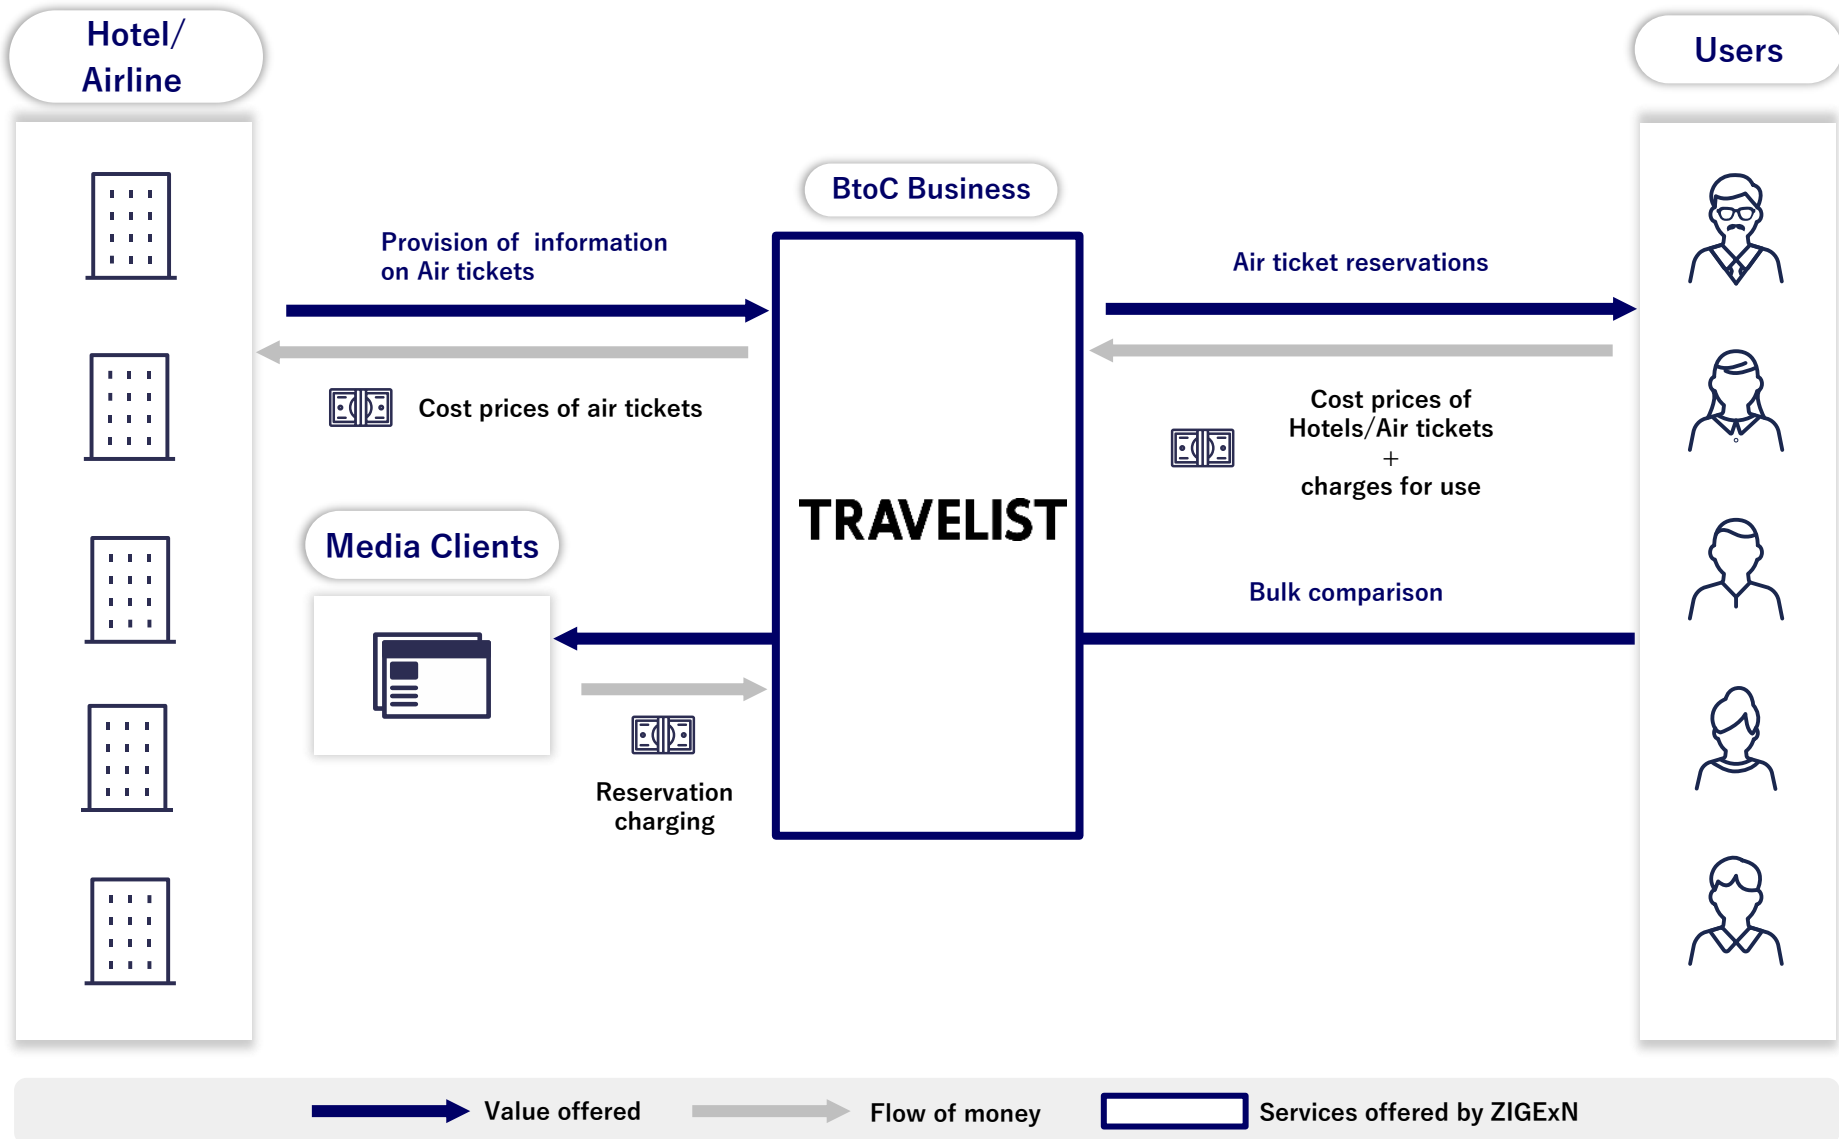 Hotel/
Airline
Users
BtoC Business
Provision of information
on Air tickets
Air ticket reservations
Cost prices of air tickets
Cost prices of
Hotels/Air tickets
+
charges for use
TRAVELIST
Media Clients
Bulk comparison
Reservation
charging
Value offered
Flow of money
Services offered by ZIGExN